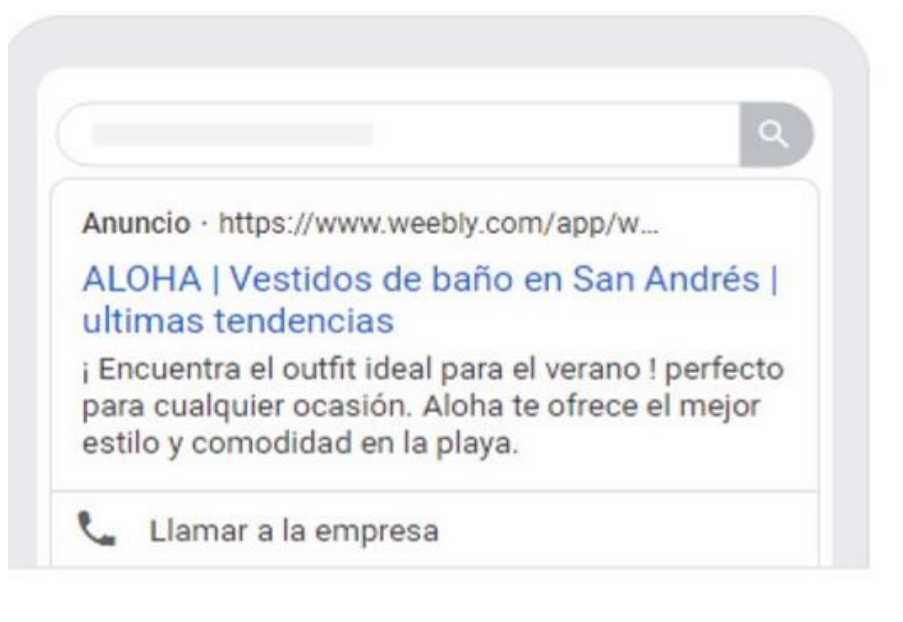 Anuncio · https://www.weebly.com/app/w...
ALOHA | Vestidos de baño en San Andrés |
ultimas tendencias
¡ Encuentra el outfit ideal para el verano ! perfecto
para cualquier ocasión. Aloha te ofrece el mejor
estilo y comodidad en la playa.
Llamar a la empresa